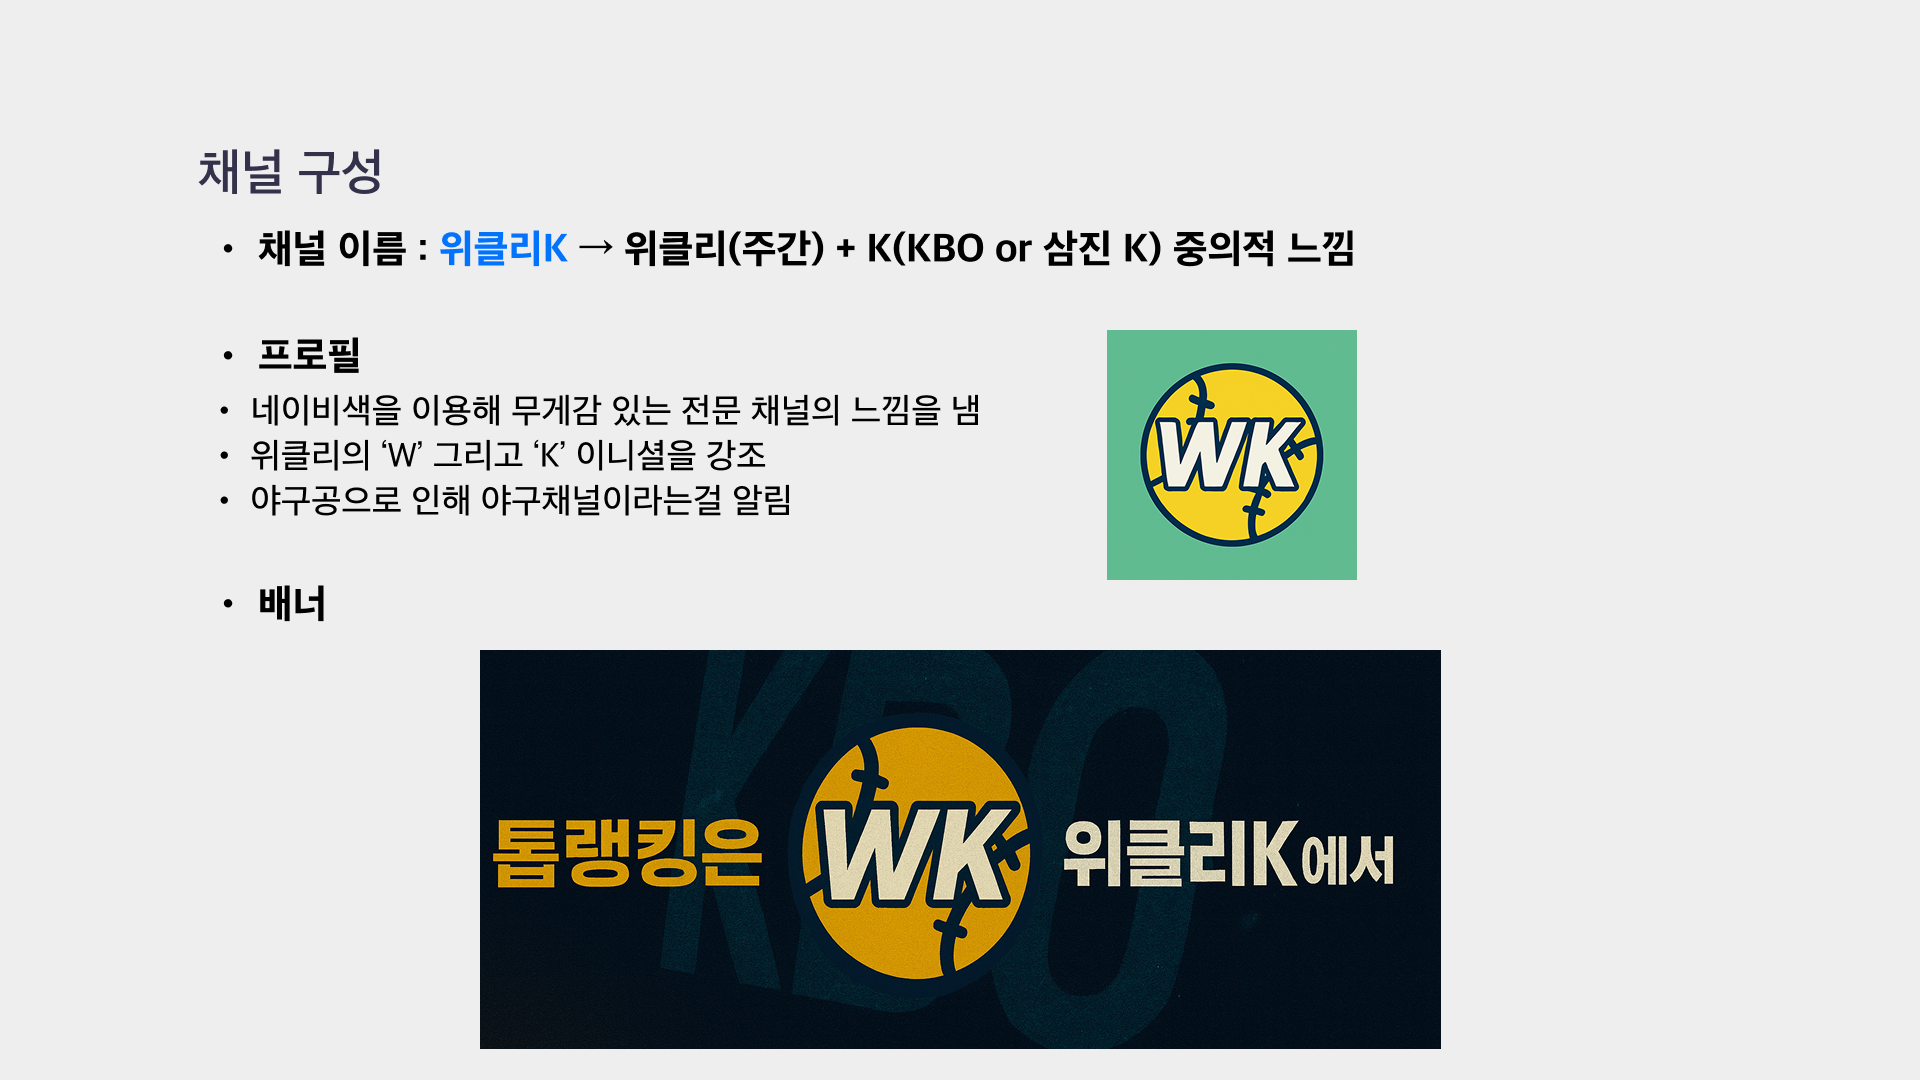 채널 구성
• 채널 이름 : 위클리K → 위클리(주간) + K(KBO or 삼진 K) 중의적 느낌
• 프로필
• 네이비색을 이용해 무게감 있는 전문 채널의 느낌을 냄
• 위클리의 ‘W’ 그리고 ‘K’ 이니셜을 강조
• 야구공으로 인해 야구채널이라는걸 알림
WK
• 배너
KBO
톱랭킹은 WK 위클리K에서